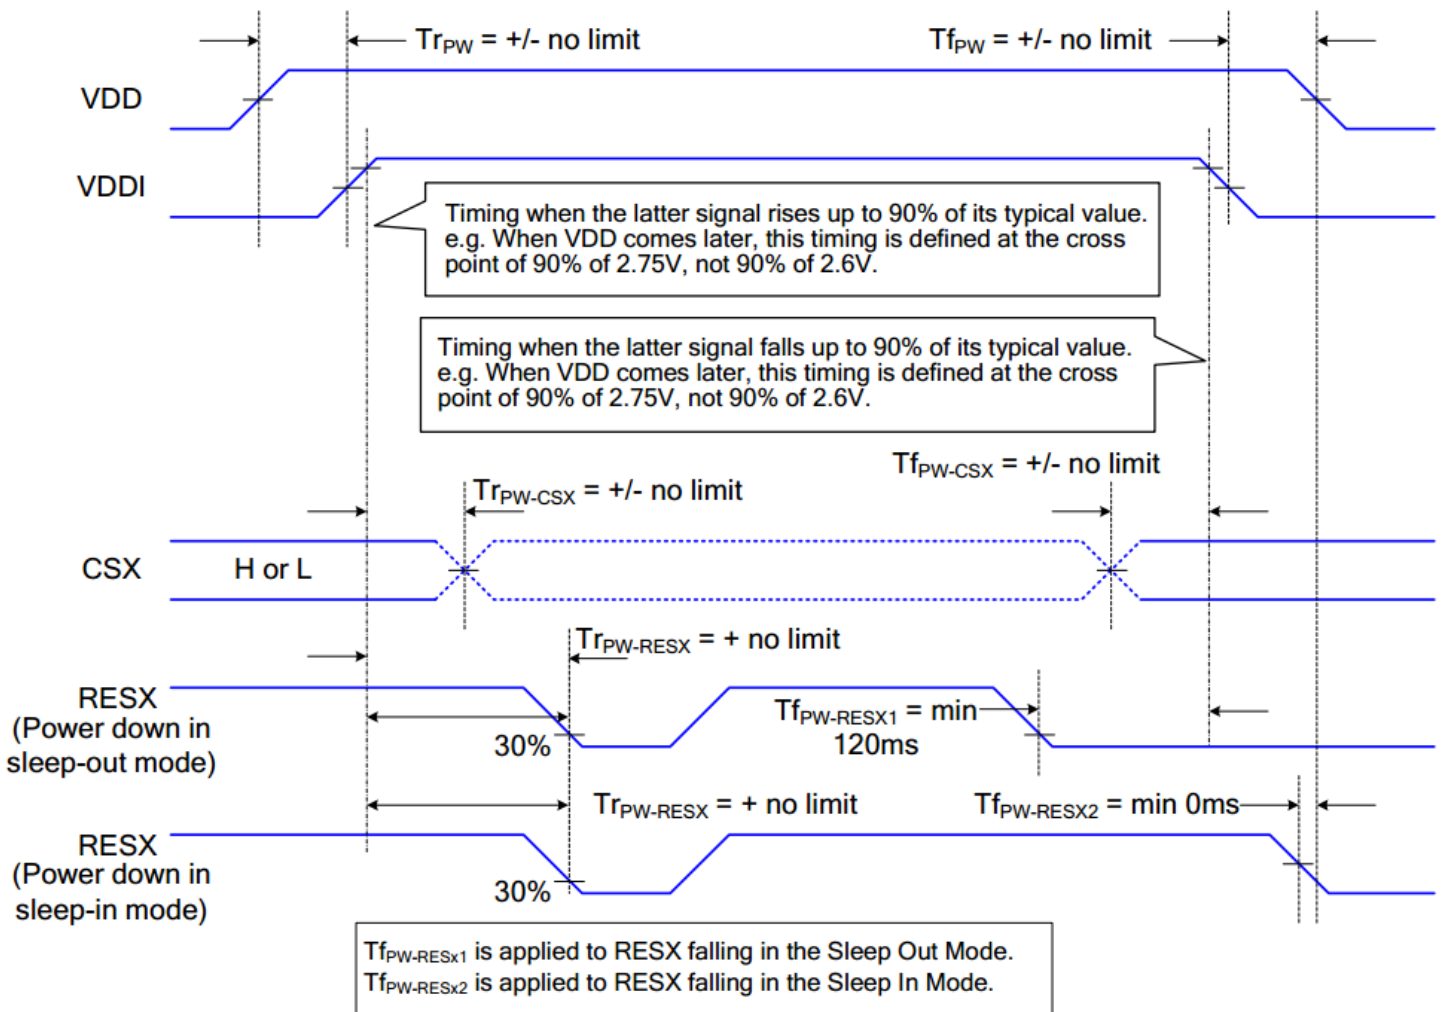 TrPW = +/- no limit
TfPW = +/- no limit
VDD
VDDI
Timing when the latter signal rises up to 90% of its typical value.
e.g. When VDD comes later, this timing is defined at the cross
point of 90% of 2.75V, not 90% of 2.6V.
Timing when the latter signal falls up to 90% of its typical value.
e.g. When VDD comes later, this timing is defined at the cross
point of 90% of 2.75V, not 90% of 2.6V.
TfPW-CSX = +/- no limit
TrPW-CSX = +/- no limit
CSX
H or L
TrPW-RESX = + no limit
RESX
(Power down in
sleep-out mode)
30%
TfPW-RESX1 = min
120ms
TrPW-RESX = + no limit
TfPW-RESX2 = min 0ms
RESX
(Power down in
sleep-in mode)
30%
TfPW-RESx1 is applied to RESX falling in the Sleep Out Mode.
TfPW-RESx2 is applied to RESX falling in the Sleep In Mode.